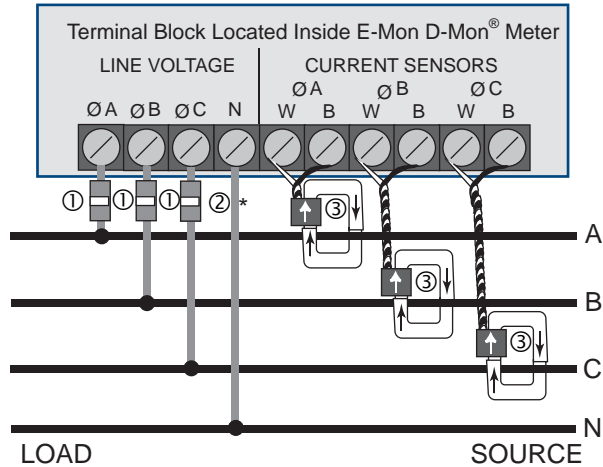 Terminal Block Located Inside E-Mon D-Mon® Meter
LINE VOLTAGE
CURRENT SENSORS
ØA ØB ØC N
ØA ØB ØC
W B W B W B
① ① ① ② * ③
A
③
B
③
C
N
LOAD SOURCE